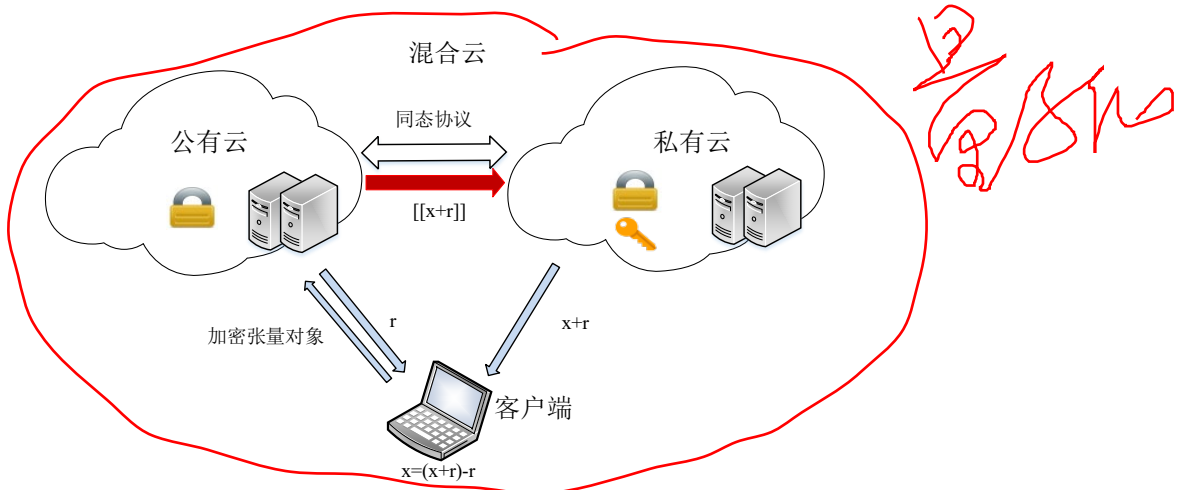 混合云
同态协议
公有云
私有云
[[x+r]]
r
x+r
加密张量对象
客户端
x=(x+r)-r